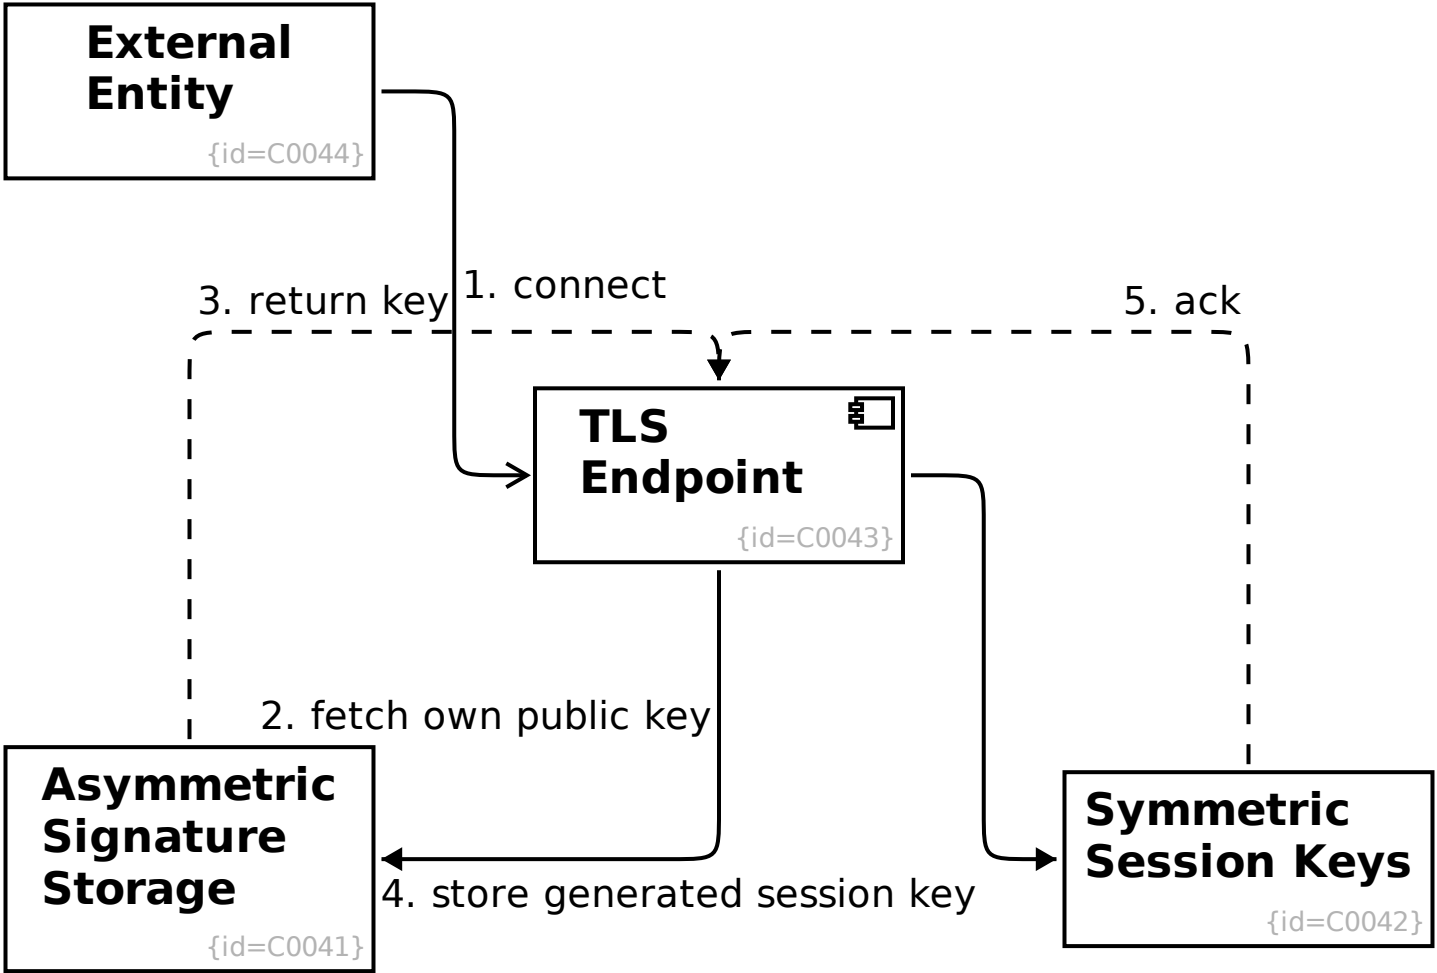 External
Entity
{id=C0044}
3. return key
1. connect
5. ack
TLS
Endpoint
{id=C0043}
2. fetch own public key
Asymmetric
Signature
Storage
{id=C0041}
4. store generated session key
Symmetric
Session Keys
{id=C0042}